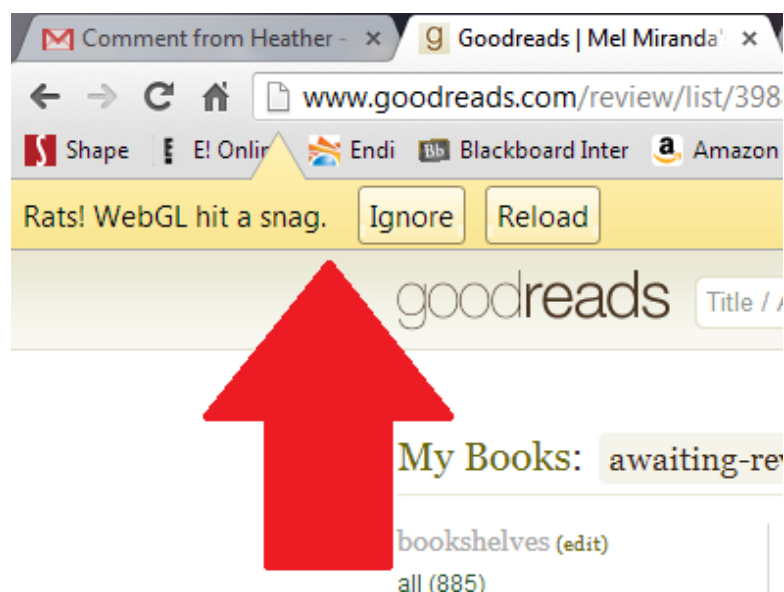 Comment from Heather -
Goodreads | Mel Miranda'
www.goodreads.com/review/list/398
Shape E! Onlin Endi Bb Blackboard Inter a Amazon
Rats! WebGL hit a snag. Ignore Reload
goodreads Title / A
My Books: awaiting-rev
bookshelves (edit)
all (885)